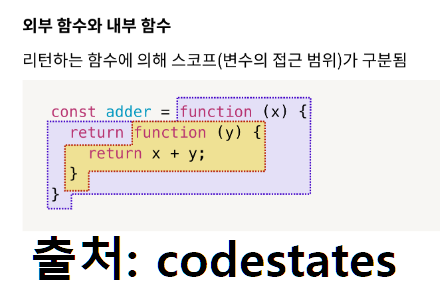 외부 함수와 내부 함수
리턴하는 함수에 의해 스코프(변수의 접근 범위)가 구분됨
const adder = function (x) {
return function (y) {
return x + y;
}
}
출처: codestates